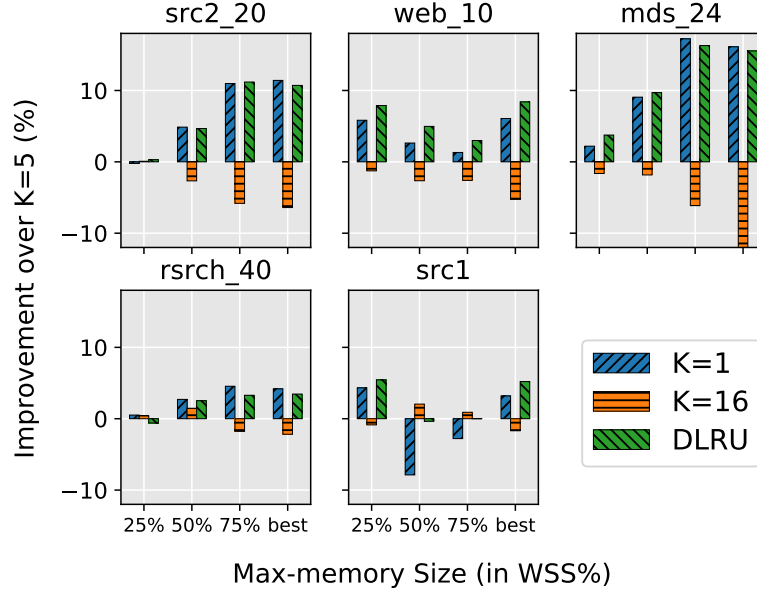 src2_20 web_10 mds_24
10
0
−10
rsrch_40 src1
10
0
−10
25% 50% 75% best 25% 50% 75% best
Improvement over K=5 (%)
Max-memory Size (in WSS%)
K=1
K=16
DLRU